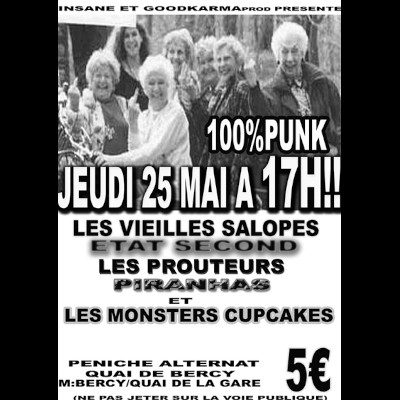 INSANE ET GOODKARMAPROD PRESENTE
100%PUNK
JEUDI 25 MAI A 17H!!
LES VIEILLES SALOPES
ETAT SECOND
LES PROUTEURS
PIRANHAS
ET
LES MONSTERS CUPCAKES
PENICHE ALTERNAT
QUAI DE BERCY
M:BERCY/QUAI DE LA GARE
5€
(NE PAS JETER SUR LA VOIE PUBLIQUE)